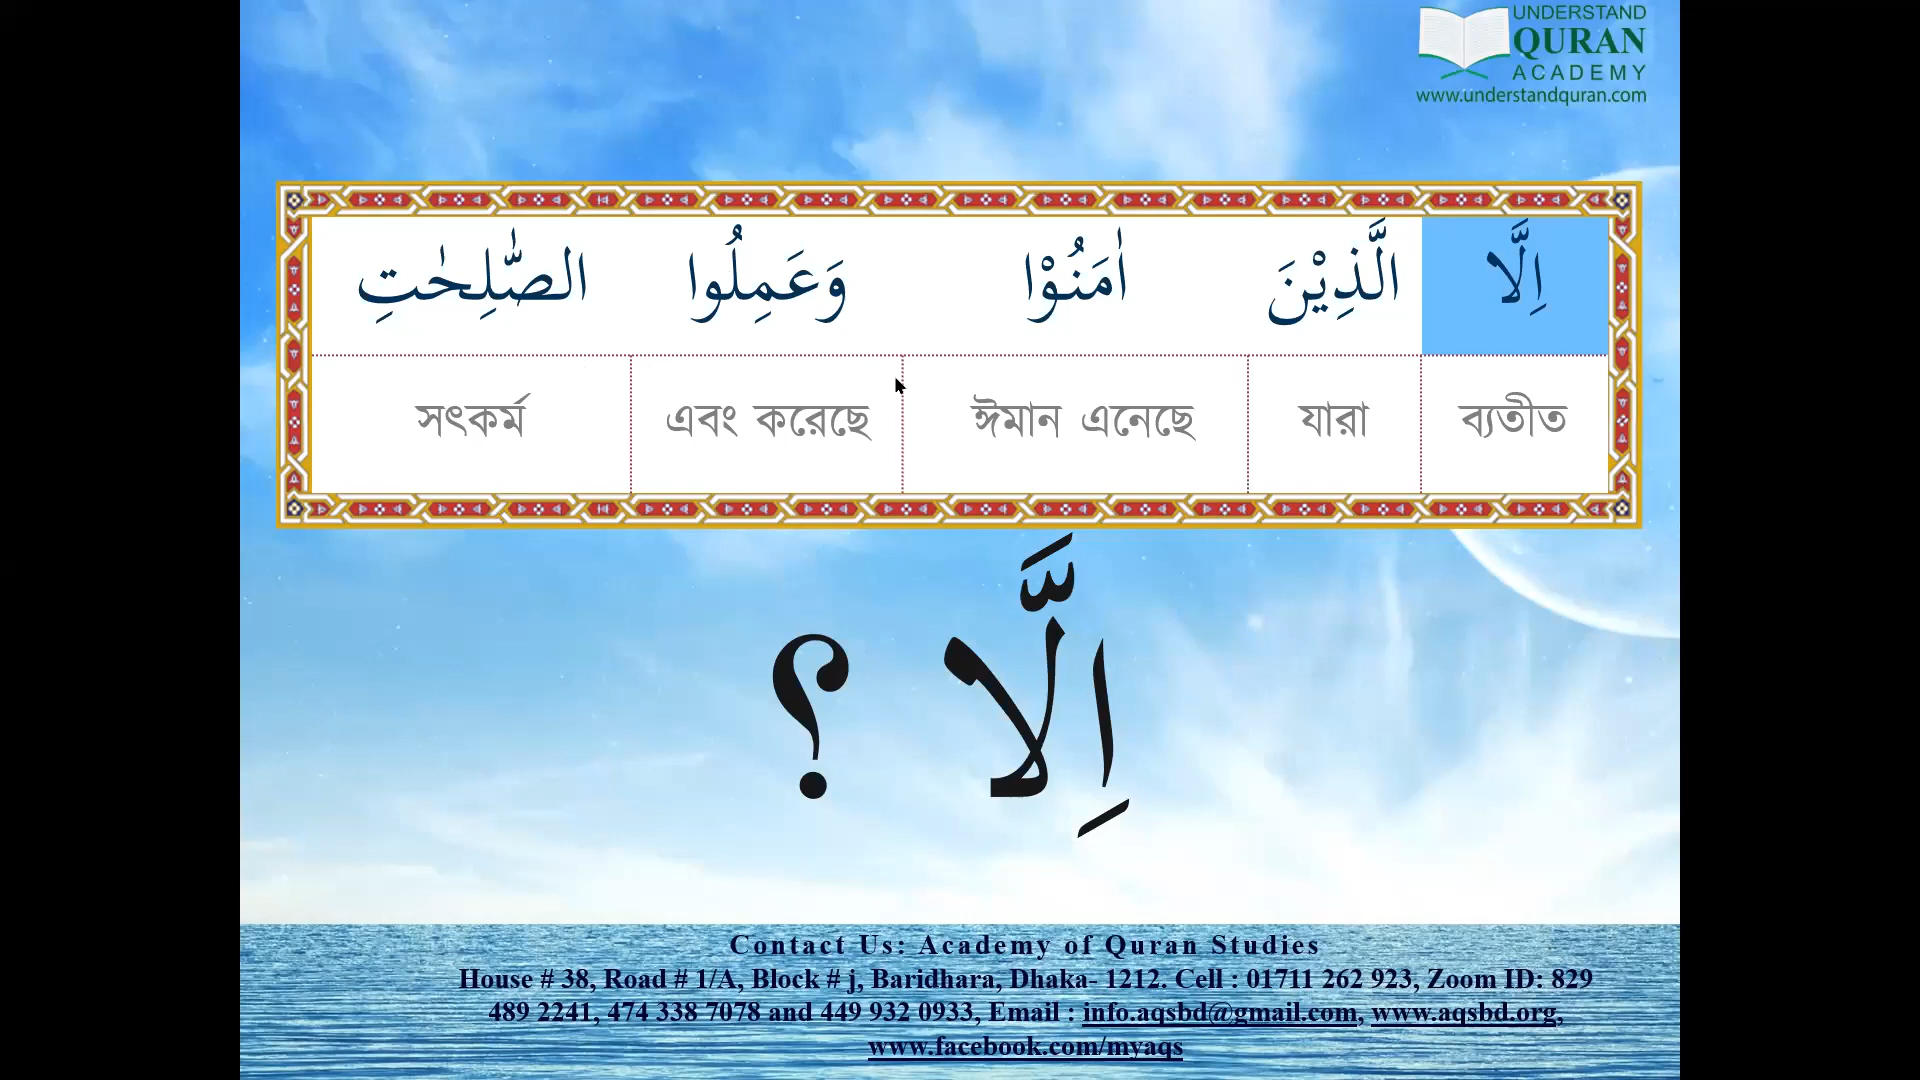 UNDERSTAND
QURAN
ACADEMY
www.understandquran.com
اِلَّا الَّذِيْنَ اٰمَنُوْا وَعَمِلُوا الصّٰلِحٰتِ
সৎকর্ম এবং করেছে ঈমান এনেছে যারা ব্যতীত
اِلَّا ؟
Contact Us: Academy of Quran Studies
House # 38, Road # 1/A, Block # j, Baridhara, Dhaka- 1212. Cell : 01711 262 923, Zoom ID: 829
489 2241, 474 338 7078 and 449 932 0933, Email : info.aqsbd@gmail.com, www.aqsbd.org,
www.facebook.com/myaqs